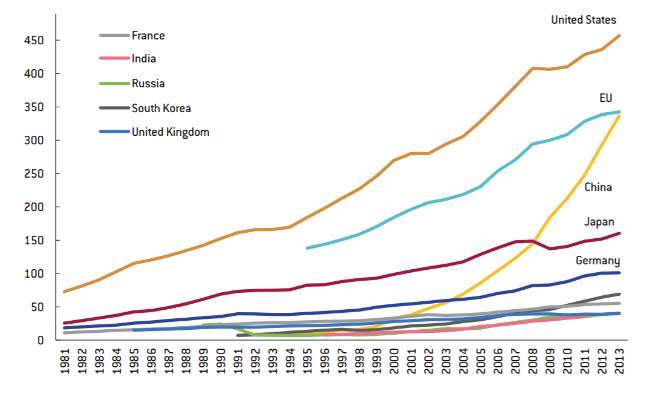 United States
450
France
400
India
350
Russia
EU
South Korea
300
United Kingdom
250
China
200
Japan
150
Germany
100
50
0
1981 1982 1983 1984 1985 1986 1987 1988 1989 1990 1991 1992 1993 1994 1995 1996 1997 1998 1999 2000 2001 2002 2003 2004 2005 2006 2007 2008 2009 2010 2011 2012 2013